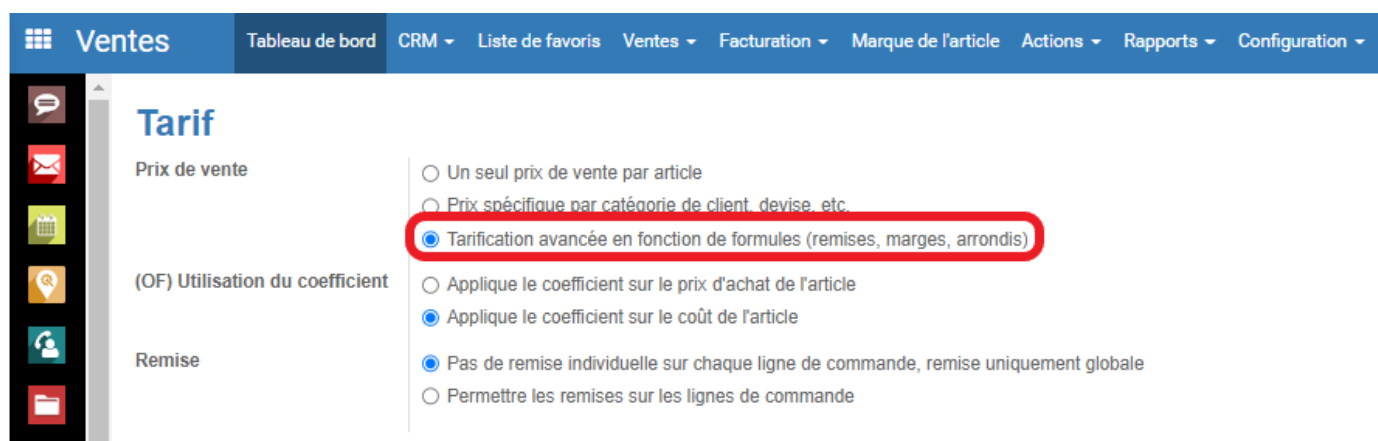 Ventes Tableau de bord CRM Liste de favoris Ventes Facturation Marque de l'article Actions Rapports Configuration
Tarif
Prix de vente
Un seul prix de vente par article
Prix spécifique par catégorie de client, devise, etc.
Tarification avancée en fonction de formules (remises, marges, arrondis)
(OF) Utilisation du coefficient
Applique le coefficient sur le prix d'achat de l'article
Applique le coefficient sur le coût de l'article
Remise
Pas de remise individuelle sur chaque ligne de commande, remise uniquement globale
Permettre les remises sur les lignes de commande